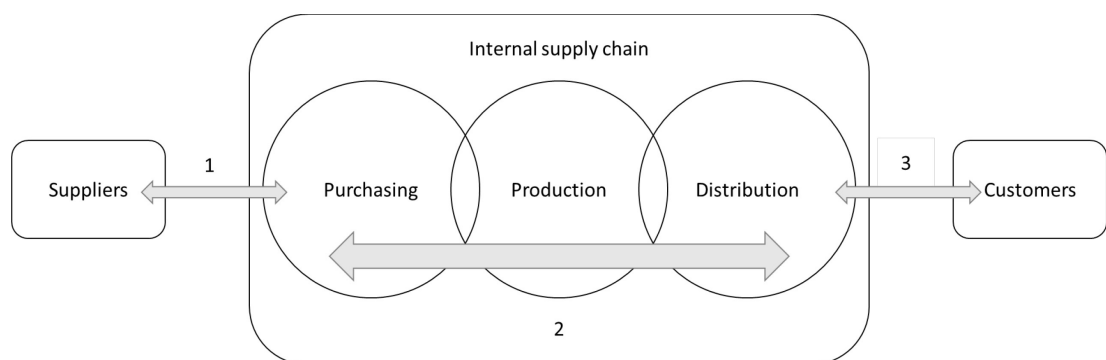 Internal supply chain
1
3
Suppliers
Purchasing
Production
Distribution
Customers
2